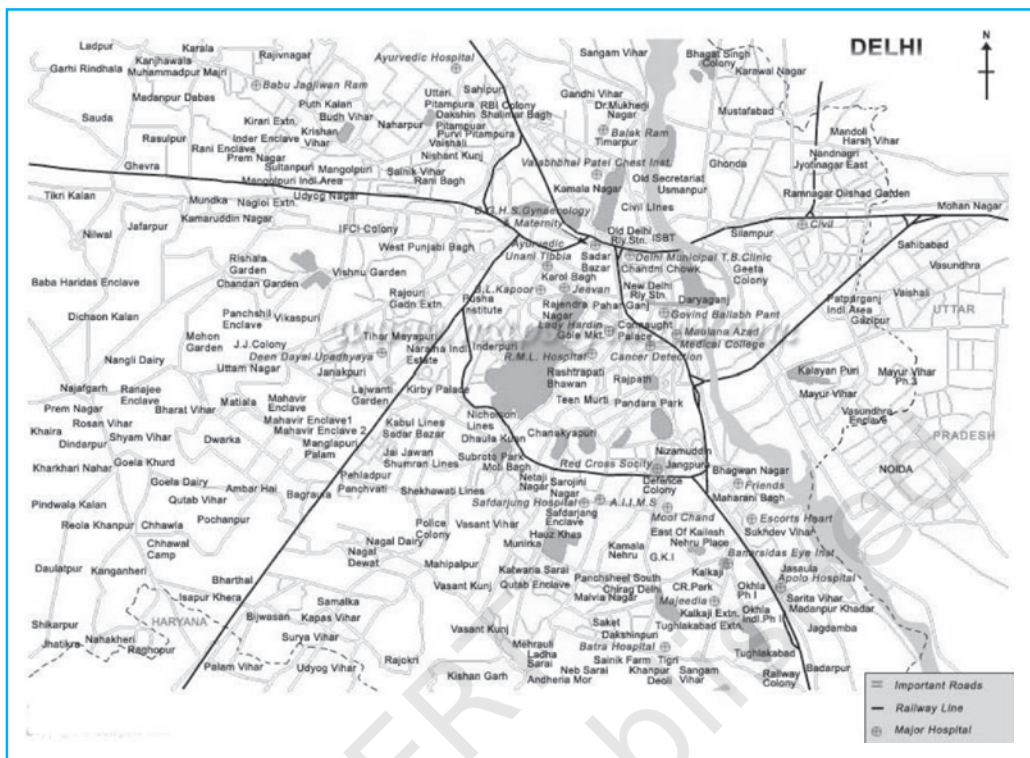 DELHI
N
Ladpur
Karala
Rajivnagar
Ayurvedic Hospital
Sangam Vihar
Bhagat Singh
Colony
Garhi Rindhala
Kanjhawala
Muhammadpur Majri
Babu Jagjiwan Ram
Karawal Nagar
Madanpur Dabas
Puth Kalan
Uttari
Pitampura
Sahipur
RBI Colony
Gandhi Vihar
Dr.Mukherji
Nagar
Mustafabad
Sauda
Kirari Extn.
Budh Vihar
Dakshin
Pitampuar
Shalimar Bagh
Balak Ram
Timarpur
Mandoli
Harsh Vihar
Rasulpur
Inder Enclave
Krishan
Vihar
Naharpur
Purvi Pitampura
Vaishali
Rani Enclave
Prem Nagar
Nishant Kunj
Valabhbhai Patel Chest Inst.
Ghonda
Nandnagri
Jyotinagar East
Ghevra
Sultanpuri
Mangolpuri
Mangolpuri Indl.Area
Sainik Vihar
Rani Bagh
Kamala Nagar
Old Secretariat
Usmanpur
Tikri Kalan
Mundka
Nagloi Extn.
Udyog Nagar
Ramnagar
Dilshad Garden
Mohan Nagar
Kamaruddin Nagar
D.G.H.S.Gynaecology
& Maternity
Civil Lines
Nilwal
Jafarpur
IFCI Colony
West Punjabi Bagh
Ayurvedic
Unani Tibbia
Old Delhi
Rly.Stn.
ISBT
Silampur
Civil
Sadar
Bazar
Delhi Municipal T.B.Clinic
Chandni Chowk
Sahibabad
Rishala
Garden
Chandan Garden
Vishnu Garden
Karol Bagh
Geeta
Colony
Vasundhra
Baba Haridas Enclave
Rajouri
Gadn.Extn.
B.L.Kapoor
Jeevan
New Delhi
Rly Stn.
Pusha
Institute
Rajendra
Nagar
Pahar Ganj
Daryaganj
Patparganj
Indl.Area
Vaishali
Dichaon Kalan
Panchshil
Enclave
Vikaspuri
Gazipur
UTTAR
Govind Ballabh Pant
Mohon
Garden
J.J.Colony
Tihar Mayapuri
Lady Hardin
Gole Mkt.
Connaught
Palace
Maulana Azad
Medical College
Nangli Dairy
Deen Dayal Upadhyaya
Naraina Indl
Estate
Inderpuri
R.M.L. Hospital
Cancer Detection
Uttam Nagar
Janakpuri
Kalayan Puri
Mayur Vihar
Ph.3
Najafgarh
Ranajee
Enclave
Lajwanti
Garden
Kirby Palace
Rashtrapati
Bhawan
Rajpath
Mayur Vihar
Prem Nagar
Bharat Vihar
Matiala
Mahavir
Enclave
Teen Murti
Pandara Park
Vasundhra
Enclave
Rosan Vihar
Mahavir Enclave1
Mahavir Enclave 2
Kabul Lines
Sadar Bazar
Nicholson
Lines
Khaira
Dindarpur
Shyam Vihar
Dwarka
Manglapuri
Palam
Dhaula Kuan
Chanakyapuri
PRADESH
Jai Jawan
Shumran Lines
Subroto Park
Moti Bagh
Nizamuddin
Kharkhari Nahar
Goela Khurd
Pehladpur
Red Cross Socity
Jangpura
Bhagwan Nagar
NOIDA
Goela Dairy
Ambar Hai
Panchvati
Shekhawati Lines
Netaji
Nagar
Sarojini
Nagar
Defence
Colony
Friends
Maharani Bagh
Pindwala Kalan
Qutab Vihar
Bagraura
Safdarjung Hospital
A.I.I.M.S
Safdarjang
Enclave
Mool Chand
Escorts Heart
Sukhdev Vihar
Reola Khanpur
Chhawla
Pochanpur
Police
Colony
Vasant Vihar
Hauz Khas
East Of Kailash
Nehru Place
Chhawal
Camp
Nagal Dairy
Munirka
Kamala
Nehru
G.K.I
Banarsidas Eye Inst
Nagal
Dewat
Mahipalpur
Katwaria Sarai
Kalkaji
Jasaula
Daulatpur
Kanganheri
Bharthal
Vasant Kunj
Qutab Enclave
Panchsheel South
Chirag Delhi
CR.Park
Okhla
Ph I
Apolo Hospital
Isapur Khera
Malvia Nagar
Majeedia
Sarita Vihar
Samalka
Kalkaji Extn.
Okhla
Indl.Ph II
Madanpur Khadar
Shikarpur
HARYANA
Bijwasan
Kapas Vihar
Vasant Kunj
Saket
Tughlakabad Extn.
Jagdamba
Jhatikra
Nahakheri
Raghopur
Surya Vihar
Mehrauli
Dakshinpuri
Batra Hospital
Ladha
Sarai
Sainik Farm
Tigri
Tughlakabad
Palam Vihar
Udyog Vihar
Rajokri
Kishan Garh
Neb Sarai
Andheria Mor
Khanpur
Deoli
Sangam
Vihar
Railway
Colony
Badarpur
Important Roads
Railway Line
Major Hospital